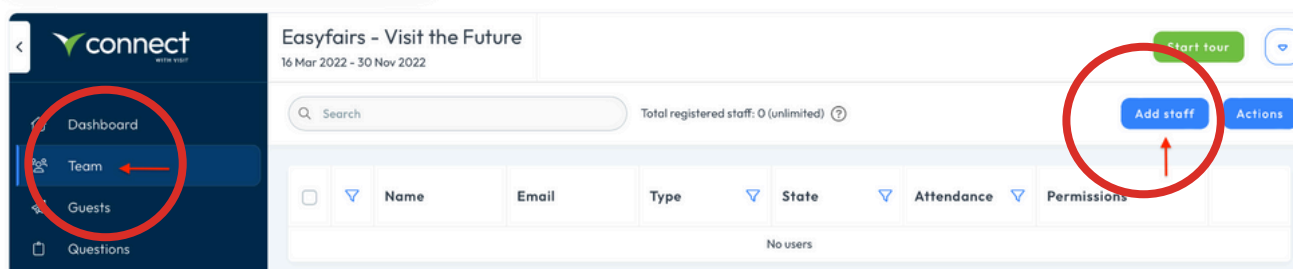 connect
WITH VISIT
Easyfairs - Visit the Future
16 Mar 2022 - 30 Nov 2022
Start tour
Search
Total registered staff: 0 (unlimited) ?
Add staff
Actions
Dashboard
Team
Guests
Questions
Name Email Type State Attendance Permissions
No users